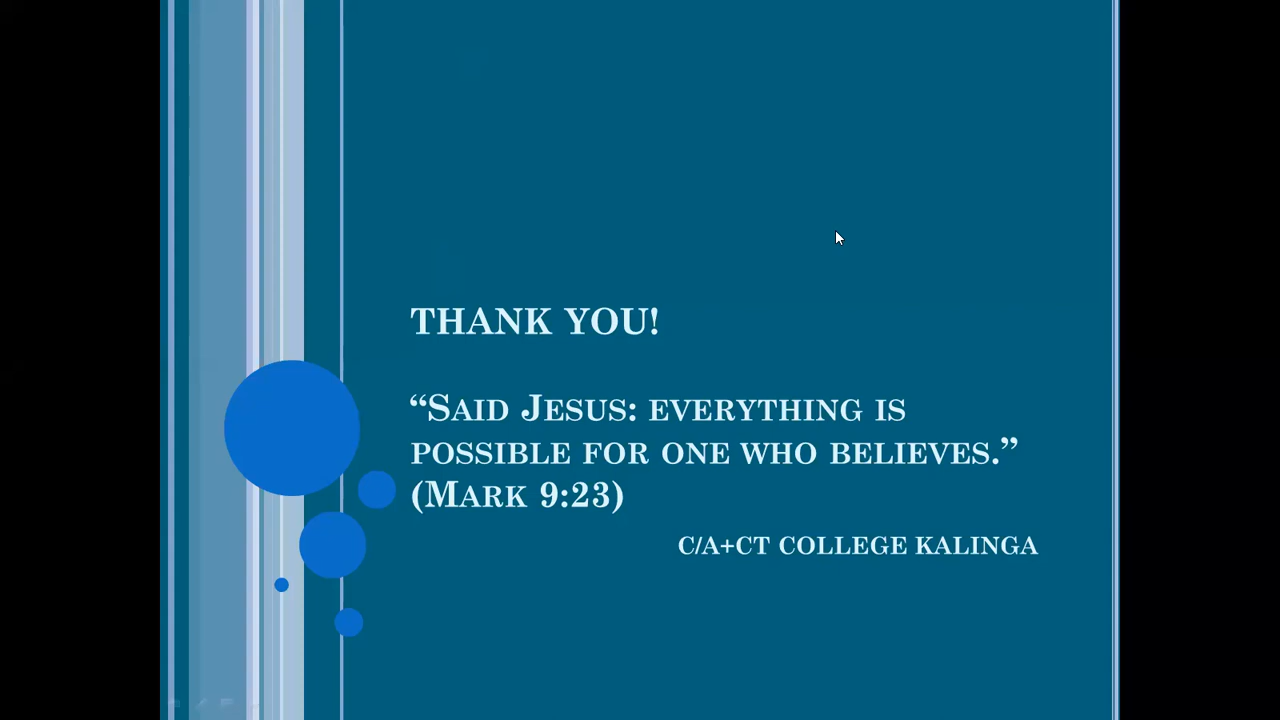 THANK YOU!
“SAID JESUS: EVERYTHING IS
POSSIBLE FOR ONE WHO BELIEVES.”
(MARK 9:23)
C/A+CT COLLEGE KALINGA